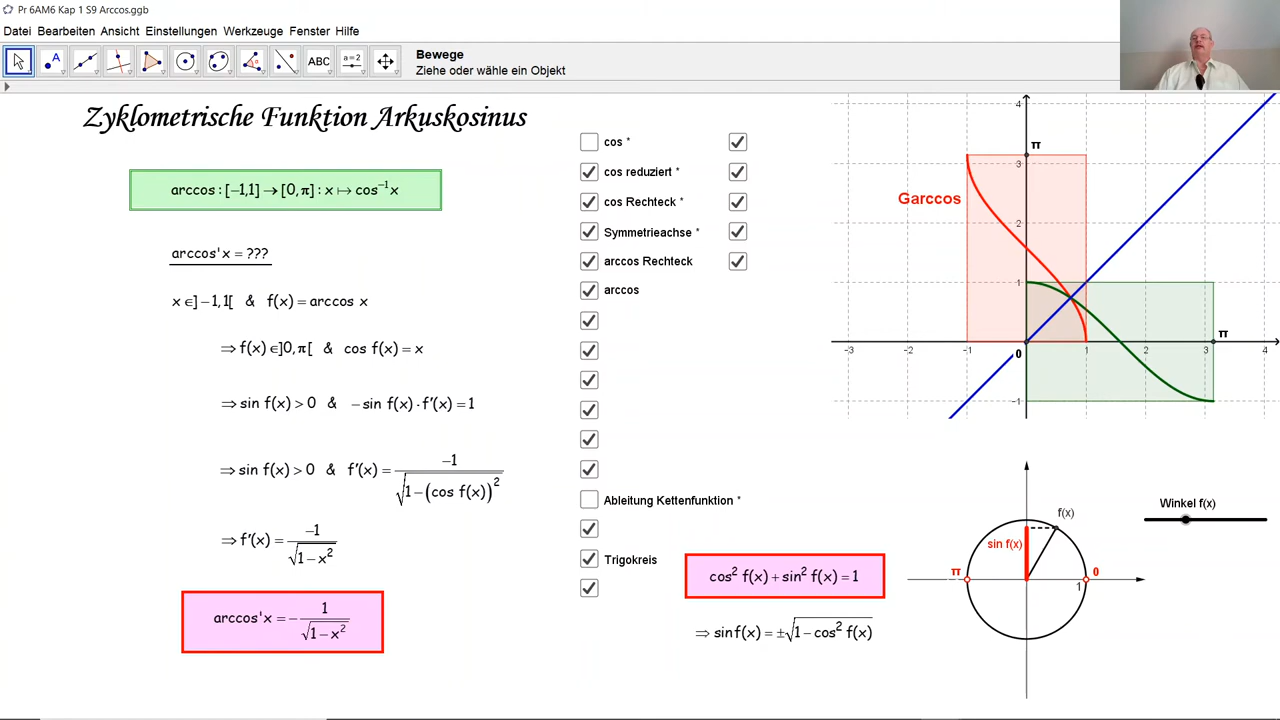 Pr 6AM6 Kap 1 S9 Arccos.ggb
Datei Bearbeiten Ansicht Einstellungen Werkzeuge Fenster Hilfe
A
ABC
a=2
Bewege
Ziehe oder wähle ein Objekt
Zyklometrische Funktion Arkuskosinus
arccos : [−1,1] → [0, π] : x ↦ cos⁻¹ x
arccos'x = ???
x ∈]−1,1[ & f(x) = arccos x
⇒ f(x) ∈]0, π[ & cos f(x) = x
⇒ sin f(x) > 0 & −sin f(x) · f'(x) = 1
⇒ sin f(x) > 0 & f'(x) = −1 / √(1−(cos f(x))²)
⇒ f'(x) = −1 / √(1−x²)
arccos'x = − 1 / √(1−x²)
cos *
cos reduziert *
cos Rechteck *
Symmetrieachse *
arccos Rechteck
arccos
Ableitung Kettenfunktion *
Trigokreis
cos² f(x) + sin² f(x) = 1
⇒ sin f(x) = ±√(1 − cos² f(x))
4
π
3
Garccos
2
1
π
-3 -2 -1 0 1 2 3 4
-1
Winkel f(x)
f(x)
sin f(x)
π 0
1